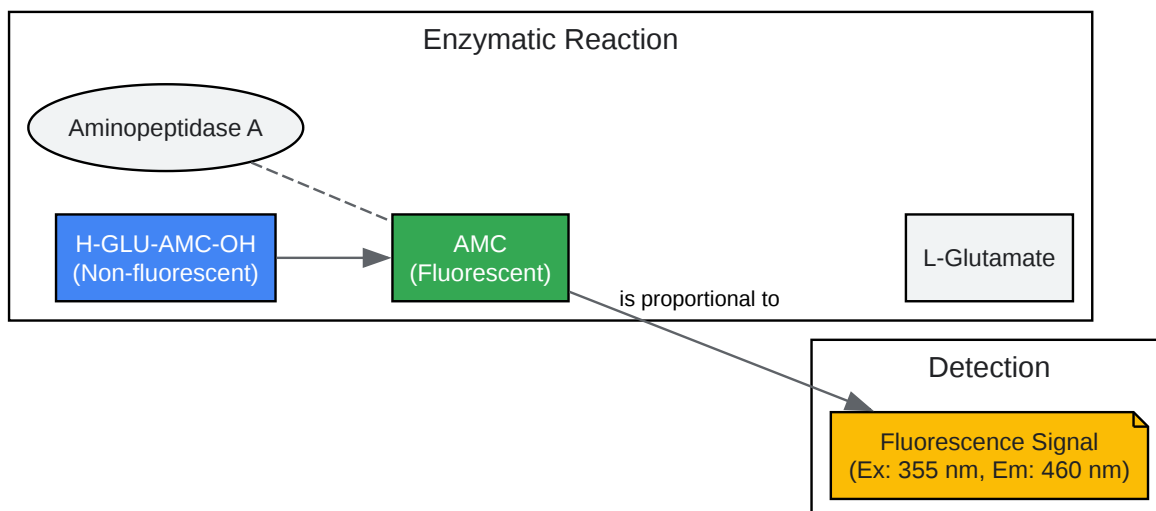 Enzymatic Reaction
Aminopeptidase A
H-GLU-AMC-OH
(Non-fluorescent)
AMC
(Fluorescent)
L-Glutamate
is proportional to
Detection
Fluorescence Signal
(Ex: 355 nm, Em: 460 nm)